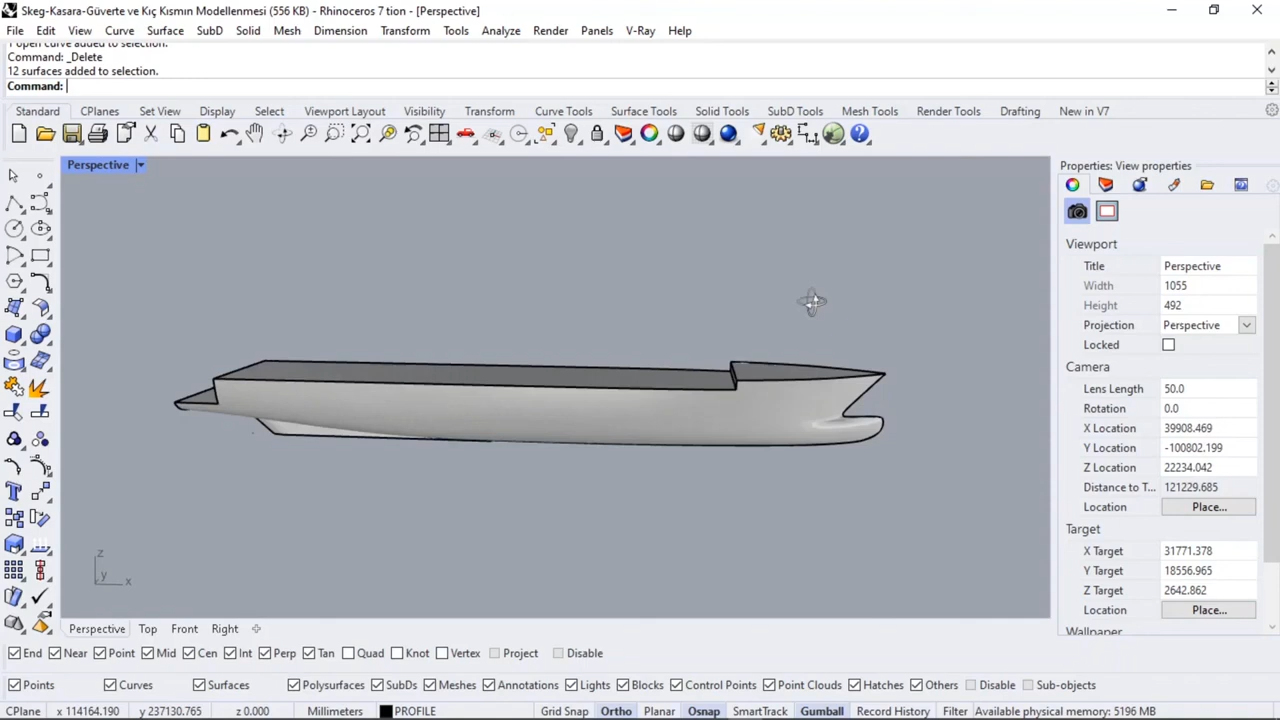 Skeg-Kasara-Güverte ve Kıç Kısmın Modellenmesi (556 KB) - Rhinoceros 7 tion - [Perspective]
File Edit View Curve Surface SubD Solid Mesh Dimension Transform Tools Analyze Render Panels V-Ray Help
1 open curve added to selection.
Command: _Delete
12 surfaces added to selection.
Command:
Standard CPlanes Set View Display Select Viewport Layout Visibility Transform Curve Tools Surface Tools Solid Tools SubD Tools Mesh Tools Render Tools Drafting New in V7
Perspective
Properties: View properties
Viewport
Title Perspective
Width 1055
Height 492
Projection Perspective
Locked
Camera
Lens Length 50.0
Rotation 0.0
X Location 39908.469
Y Location -100802.199
Z Location 22234.042
Distance to T... 121229.685
Location Place...
Target
X Target 31771.378
Y Target 18556.965
Z Target 2642.862
Location Place...
Wallpaper
z
y x
Perspective Top Front Right
End Near Point Mid Cen Int Perp Tan Quad Knot Vertex Project Disable
Points Curves Surfaces Polysurfaces SubDs Meshes Annotations Lights Blocks Control Points Point Clouds Hatches Others Disable Sub-objects
CPlane x 114164.190 y 237130.765 z 0.000 Millimeters PROFILE Grid Snap Ortho Planar Osnap SmartTrack Gumball Record History Filter Available physical memory: 5196 MB